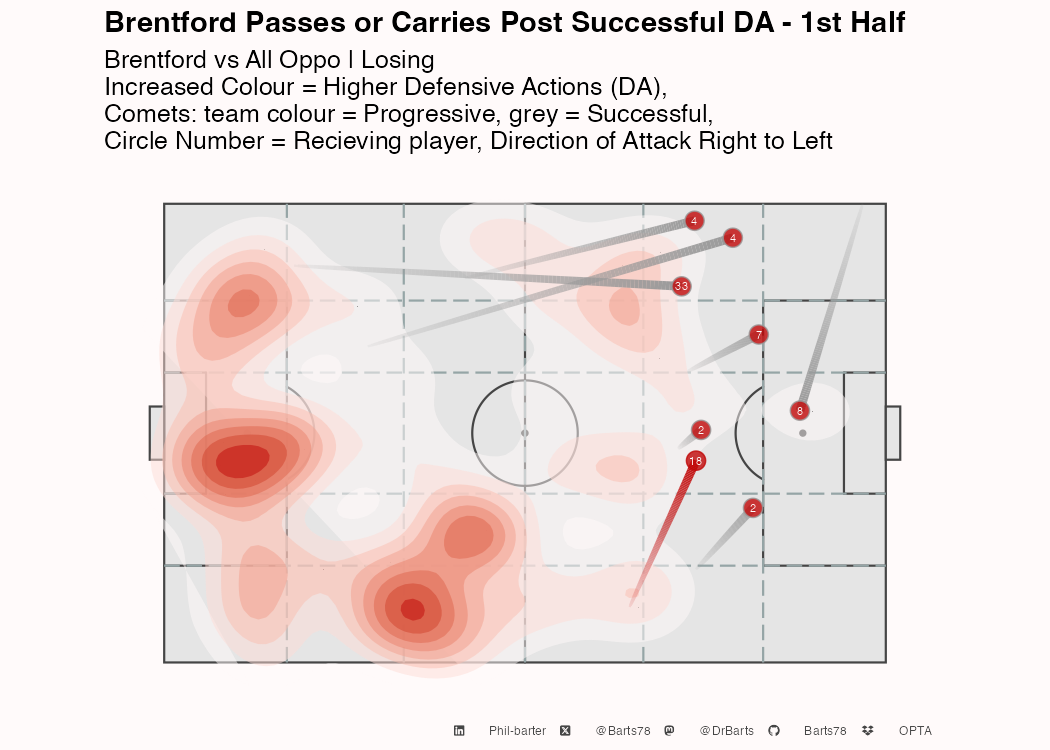 Brentford Passes or Carries Post Successful DA - 1st Half
Brentford vs All Oppo | Losing
Increased Colour = Higher Defensive Actions (DA),
Comets: team colour = Progressive, grey = Successful,
Circle Number = Recieving player, Direction of Attack Right to Left
4
4
33
7
8
2
18
2
Phil-barter @Barts78 @DrBarts Barts78 OPTA